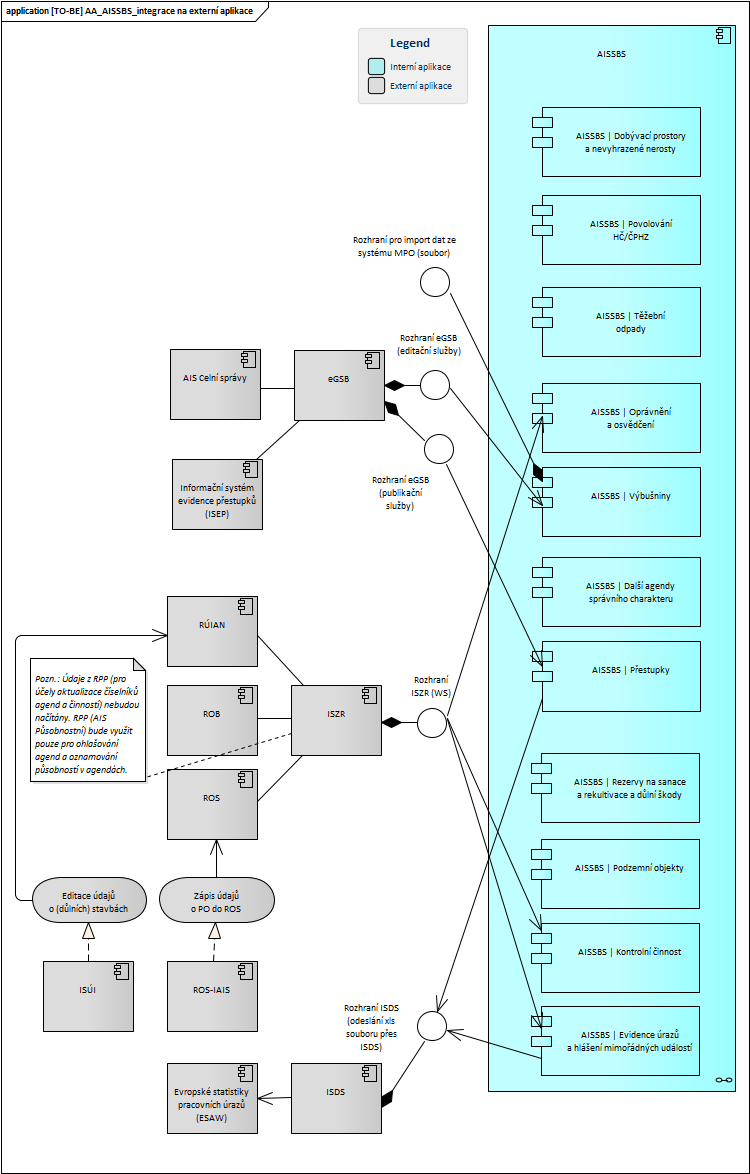 application [TO-BE] AA_AISSBS_integrace na externí aplikace
Legend
Interní aplikace
Externí aplikace
AISSBS
AISSBS | Dobývací prostory
a nevyhrazené nerosty
AISSBS | Povolování
HČ/ČPHZ
Rozhraní pro import dat ze
systému MPO (soubor)
AISSBS | Těžební
odpady
Rozhraní eGSB
(editační služby)
AIS Celní správy
eGSB
AISSBS | Oprávnění
a osvědčení
Informační systém
evidence přestupků
(ISEP)
Rozhraní eGSB
(publikační
služby)
AISSBS | Výbušniny
AISSBS | Další agendy
správního charakteru
RÚIAN
AISSBS | Přestupky
Pozn.: Údaje z RPP (pro
účely aktualizace číselníků
agend a činností) nebudou
načítány. RPP (AIS
Působnostní) bude využit
pouze pro ohlašování
agend a oznamování
působností v agendách.
ROB
ISZR
Rozhraní
ISZR (WS)
ROS
AISSBS | Rezervy na sanace
a rekultivace a důlní škody
AISSBS | Podzemní objekty
Editace údajů
o (důlních) stavbách
Zápis údajů
o PO do ROS
AISSBS | Kontrolní činnost
ISÚI
ROS-IAIS
Rozhraní ISDS
(odeslání xls
souboru přes
ISDS)
AISSBS | Evidence úrazů
a hlášení mimořádných událostí
Evropské statistiky
pracovních úrazů
(ESAW)
ISDS